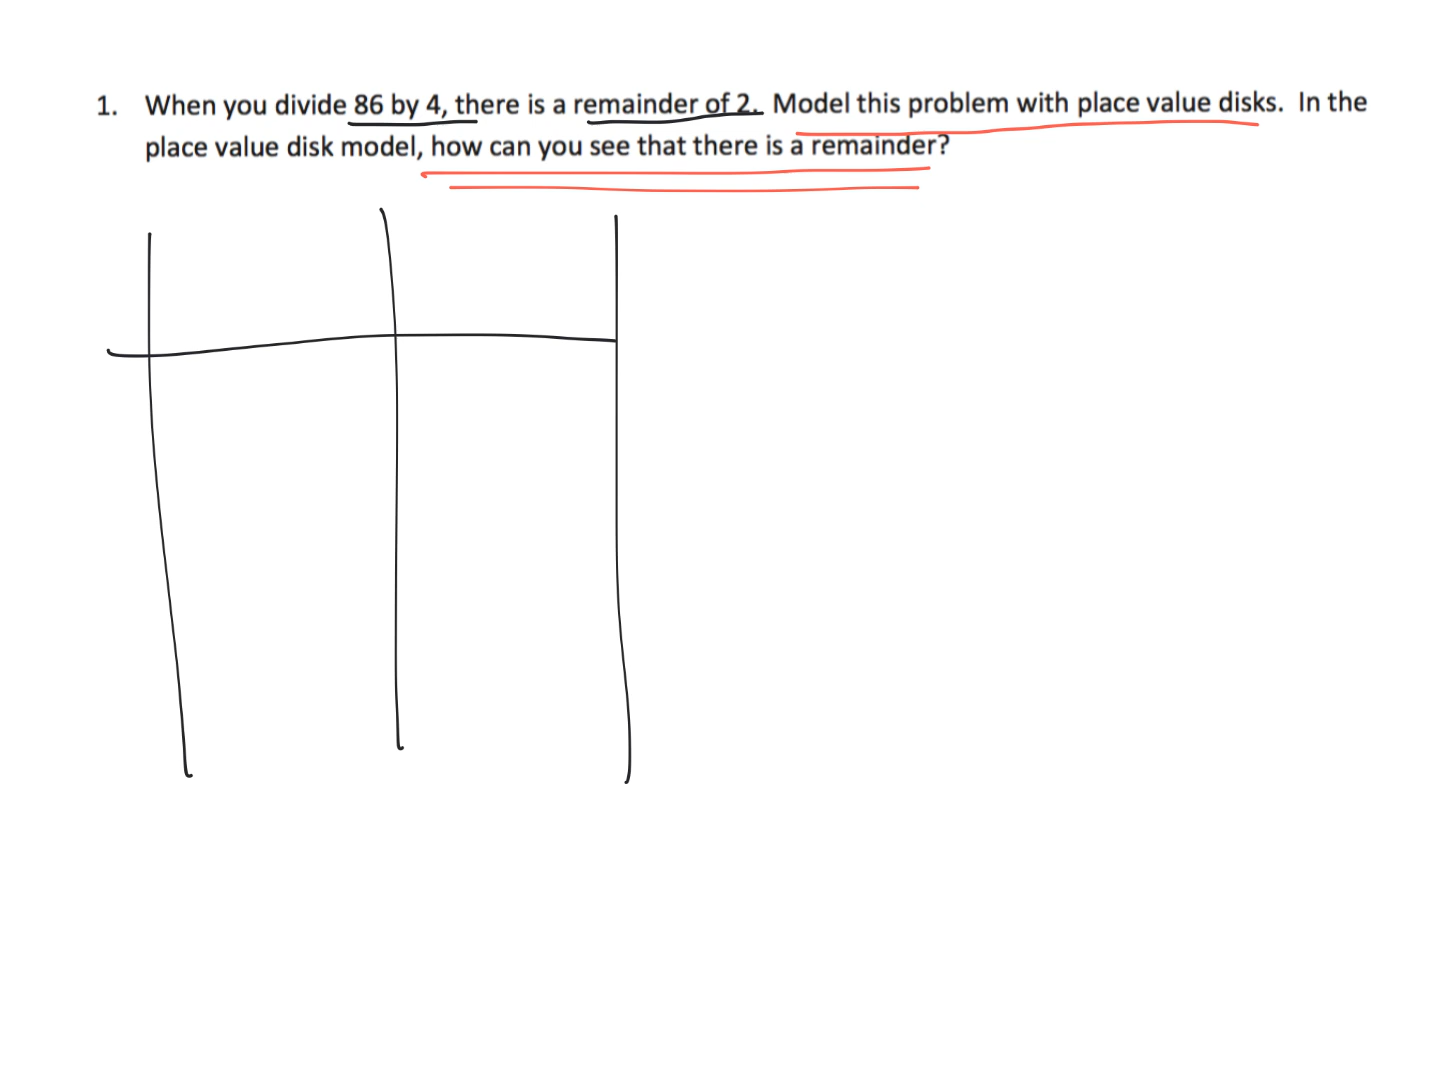 1. When you divide 86 by 4, there is a remainder of 2. Model this problem with place value disks. In the
place value disk model, how can you see that there is a remainder?